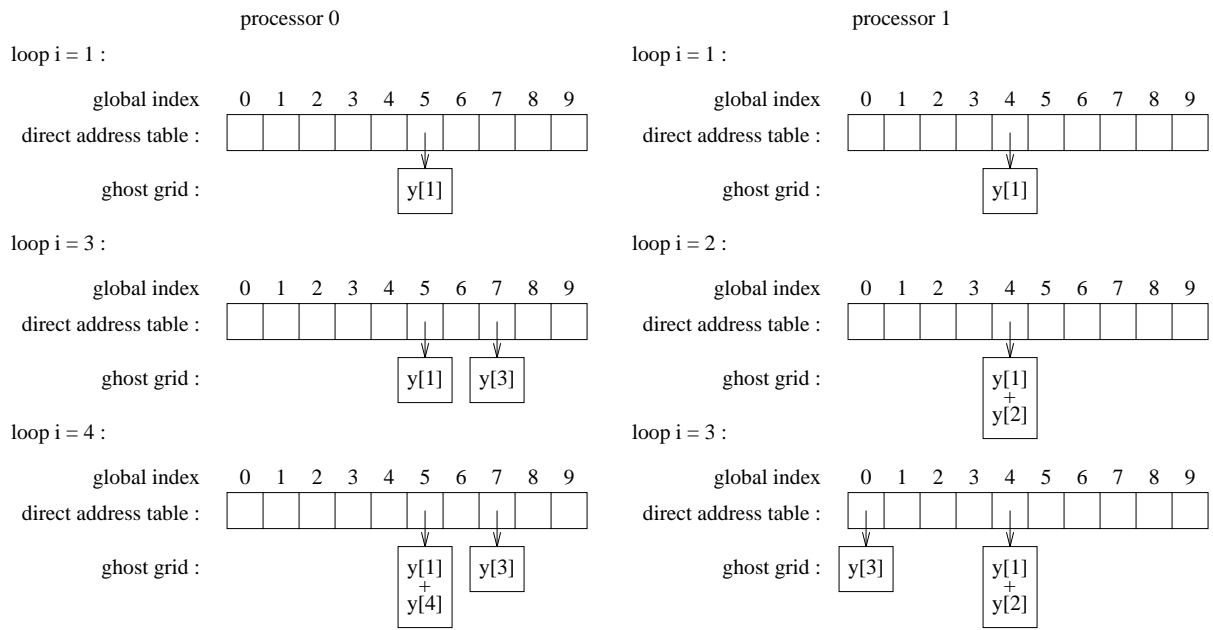 processor 0
loop i = 1 :
global index 0 1 2 3 4 5 6 7 8 9
direct address table :
ghost grid : y[1]
loop i = 3 :
global index 0 1 2 3 4 5 6 7 8 9
direct address table :
ghost grid : y[1] y[3]
loop i = 4 :
global index 0 1 2 3 4 5 6 7 8 9
direct address table :
ghost grid : y[1] y[3]
+
y[4]
processor 1
loop i = 1 :
global index 0 1 2 3 4 5 6 7 8 9
direct address table :
ghost grid : y[1]
loop i = 2 :
global index 0 1 2 3 4 5 6 7 8 9
direct address table :
ghost grid : y[1]
+
y[2]
loop i = 3 :
global index 0 1 2 3 4 5 6 7 8 9
direct address table :
ghost grid : y[3] y[1]
+
y[2]